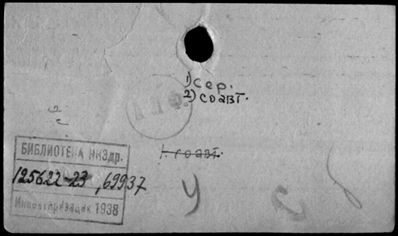 1) Сер.
2) соавт.
1. соавт.
БИБЛИОТЕКА НКЗдр.
125622-23, 69937
Инвентаризация 1938
У